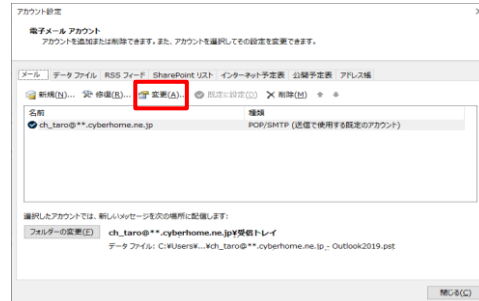 アカウント設定
電子メール アカウント
アカウントを追加または削除できます。また、アカウントを選択してその設定を変更できます。
メール データ ファイル RSS フィード SharePoint リスト インターネット予定表 公開予定表 アドレス帳
新規(N)... 修復(R)... 変更(A)... 既定に設定(D) 削除(M)
名前 種類
ch_taro@**.cyberhome.ne.jp POP/SMTP (送信で使用する既定のアカウント)
選択したアカウントでは、新しいメッセージを次の場所に配信します:
フォルダーの変更(E) ch_taro@**.cyberhome.ne.jp¥受信トレイ
データ ファイル: C:¥Users¥...¥ch_taro@**.cyberhome.ne.jp - Outlook2019.pst
閉じる(C)